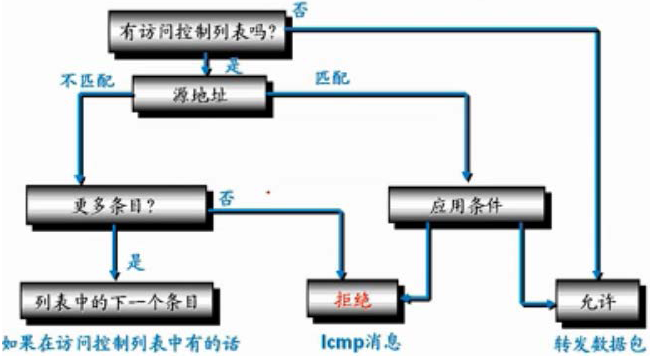 有访问控制列表吗?
否
是
源地址
不匹配
匹配
更多条目?
否
应用条件
是
列表中的下一个条目
拒绝
允许
如果在访问控制列表中有的话
Icmp消息
转发数据包